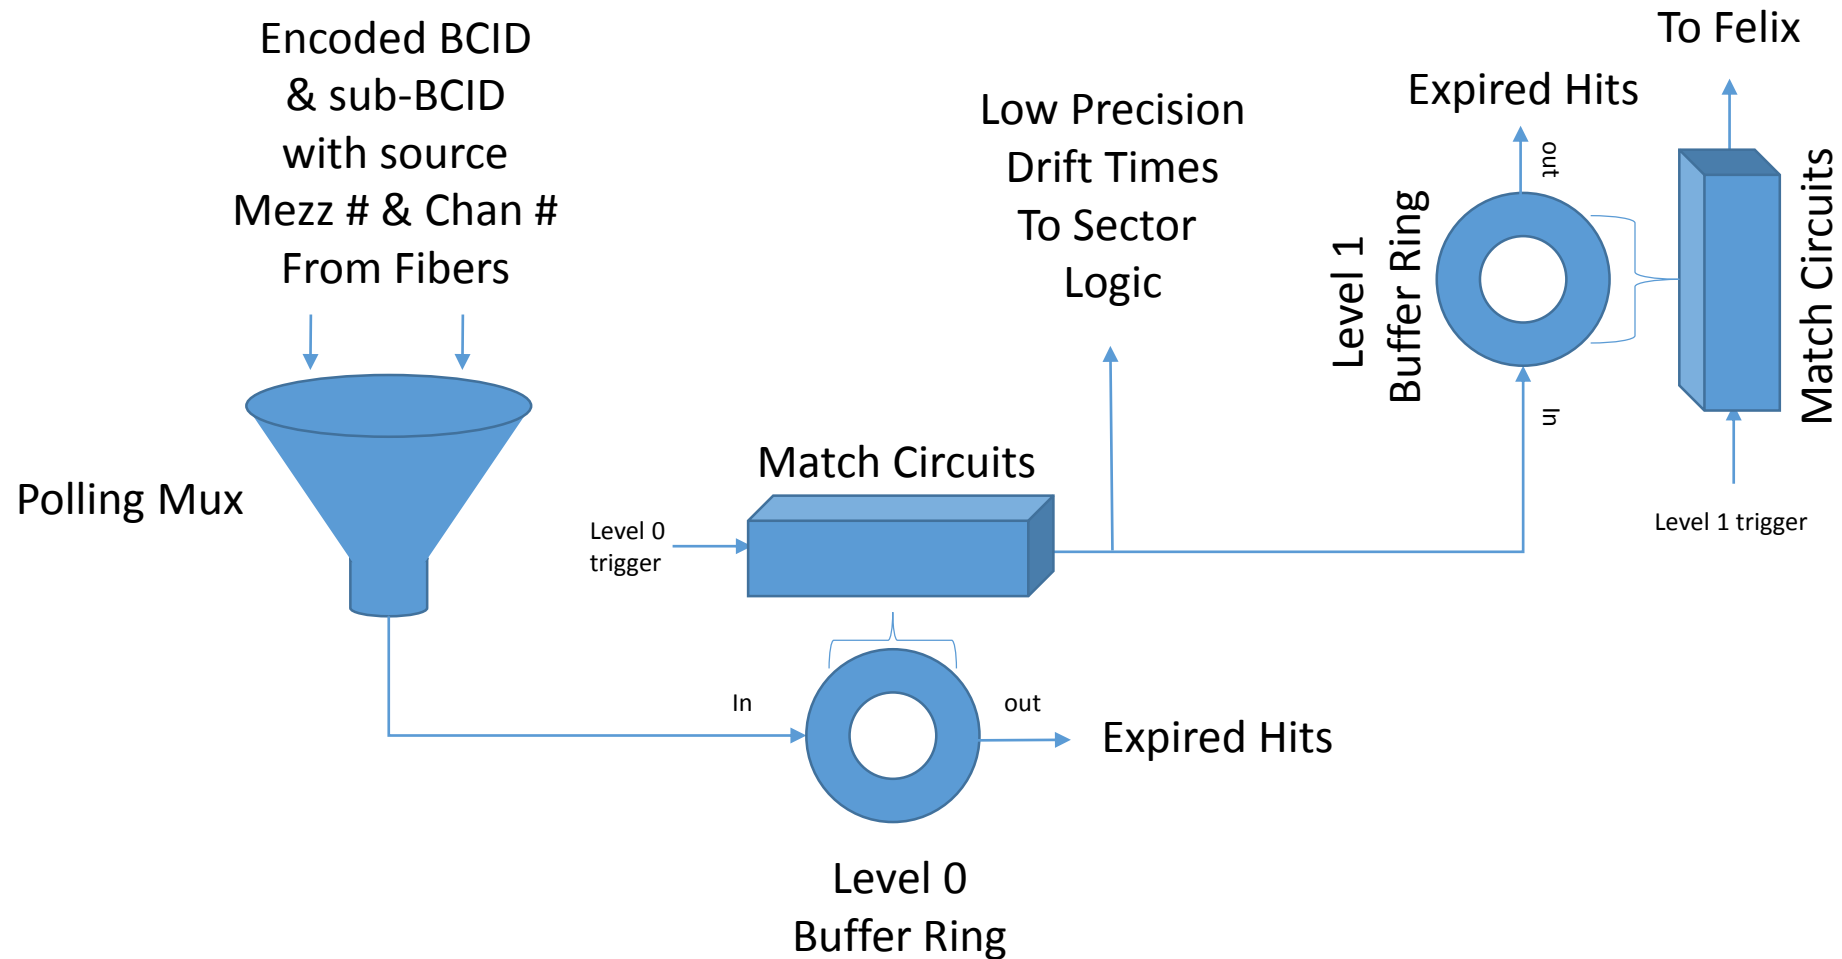 Encoded BCID
& sub-BCID
with source
Mezz # & Chan #
From Fibers
Polling Mux
Level 0
trigger
Match Circuits
In
out
Expired Hits
Level 0
Buffer Ring
Low Precision
Drift Times
To Sector
Logic
Level 1
Buffer Ring
In
out
Expired Hits
To Felix
Match Circuits
Level 1 trigger